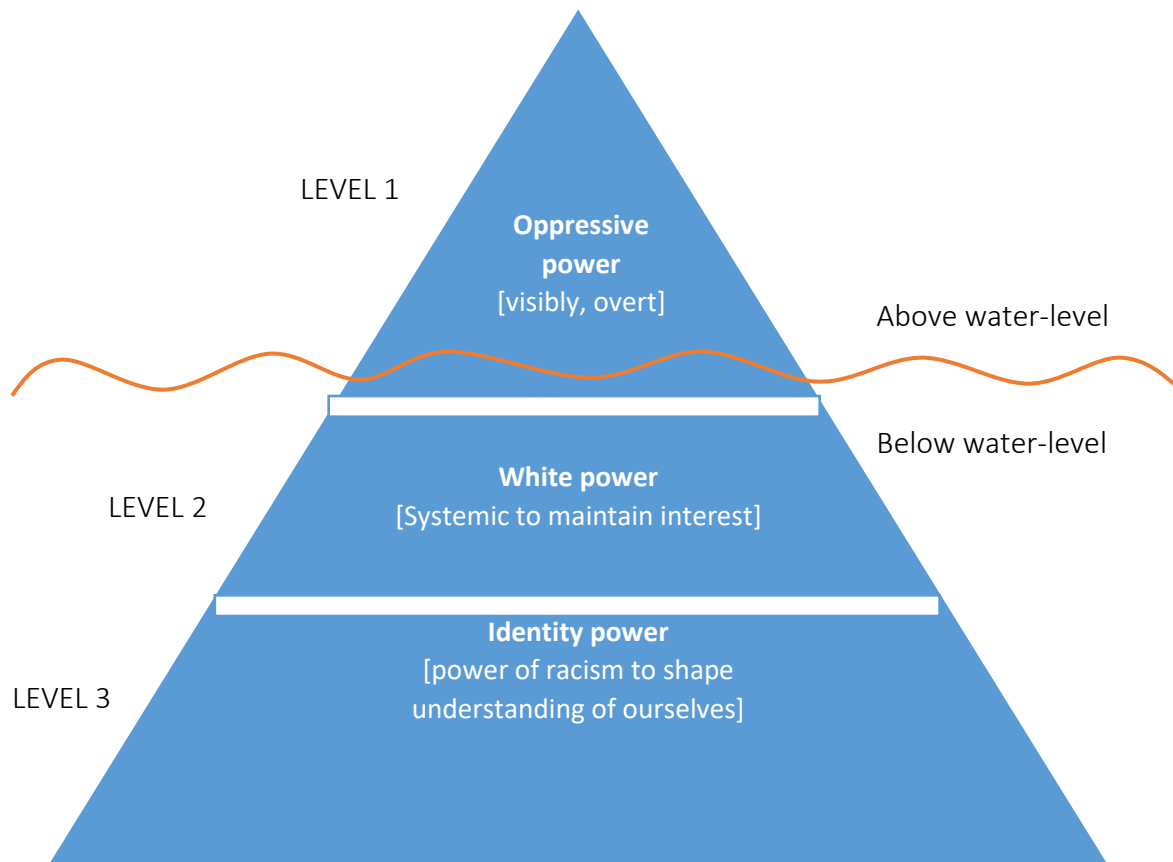 LEVEL 1
Oppressive
power
[visibly, overt]
Above water-level
Below water-level
White power
[Systemic to maintain interest]
LEVEL 2
Identity power
[power of racism to shape
understanding of ourselves]
LEVEL 3